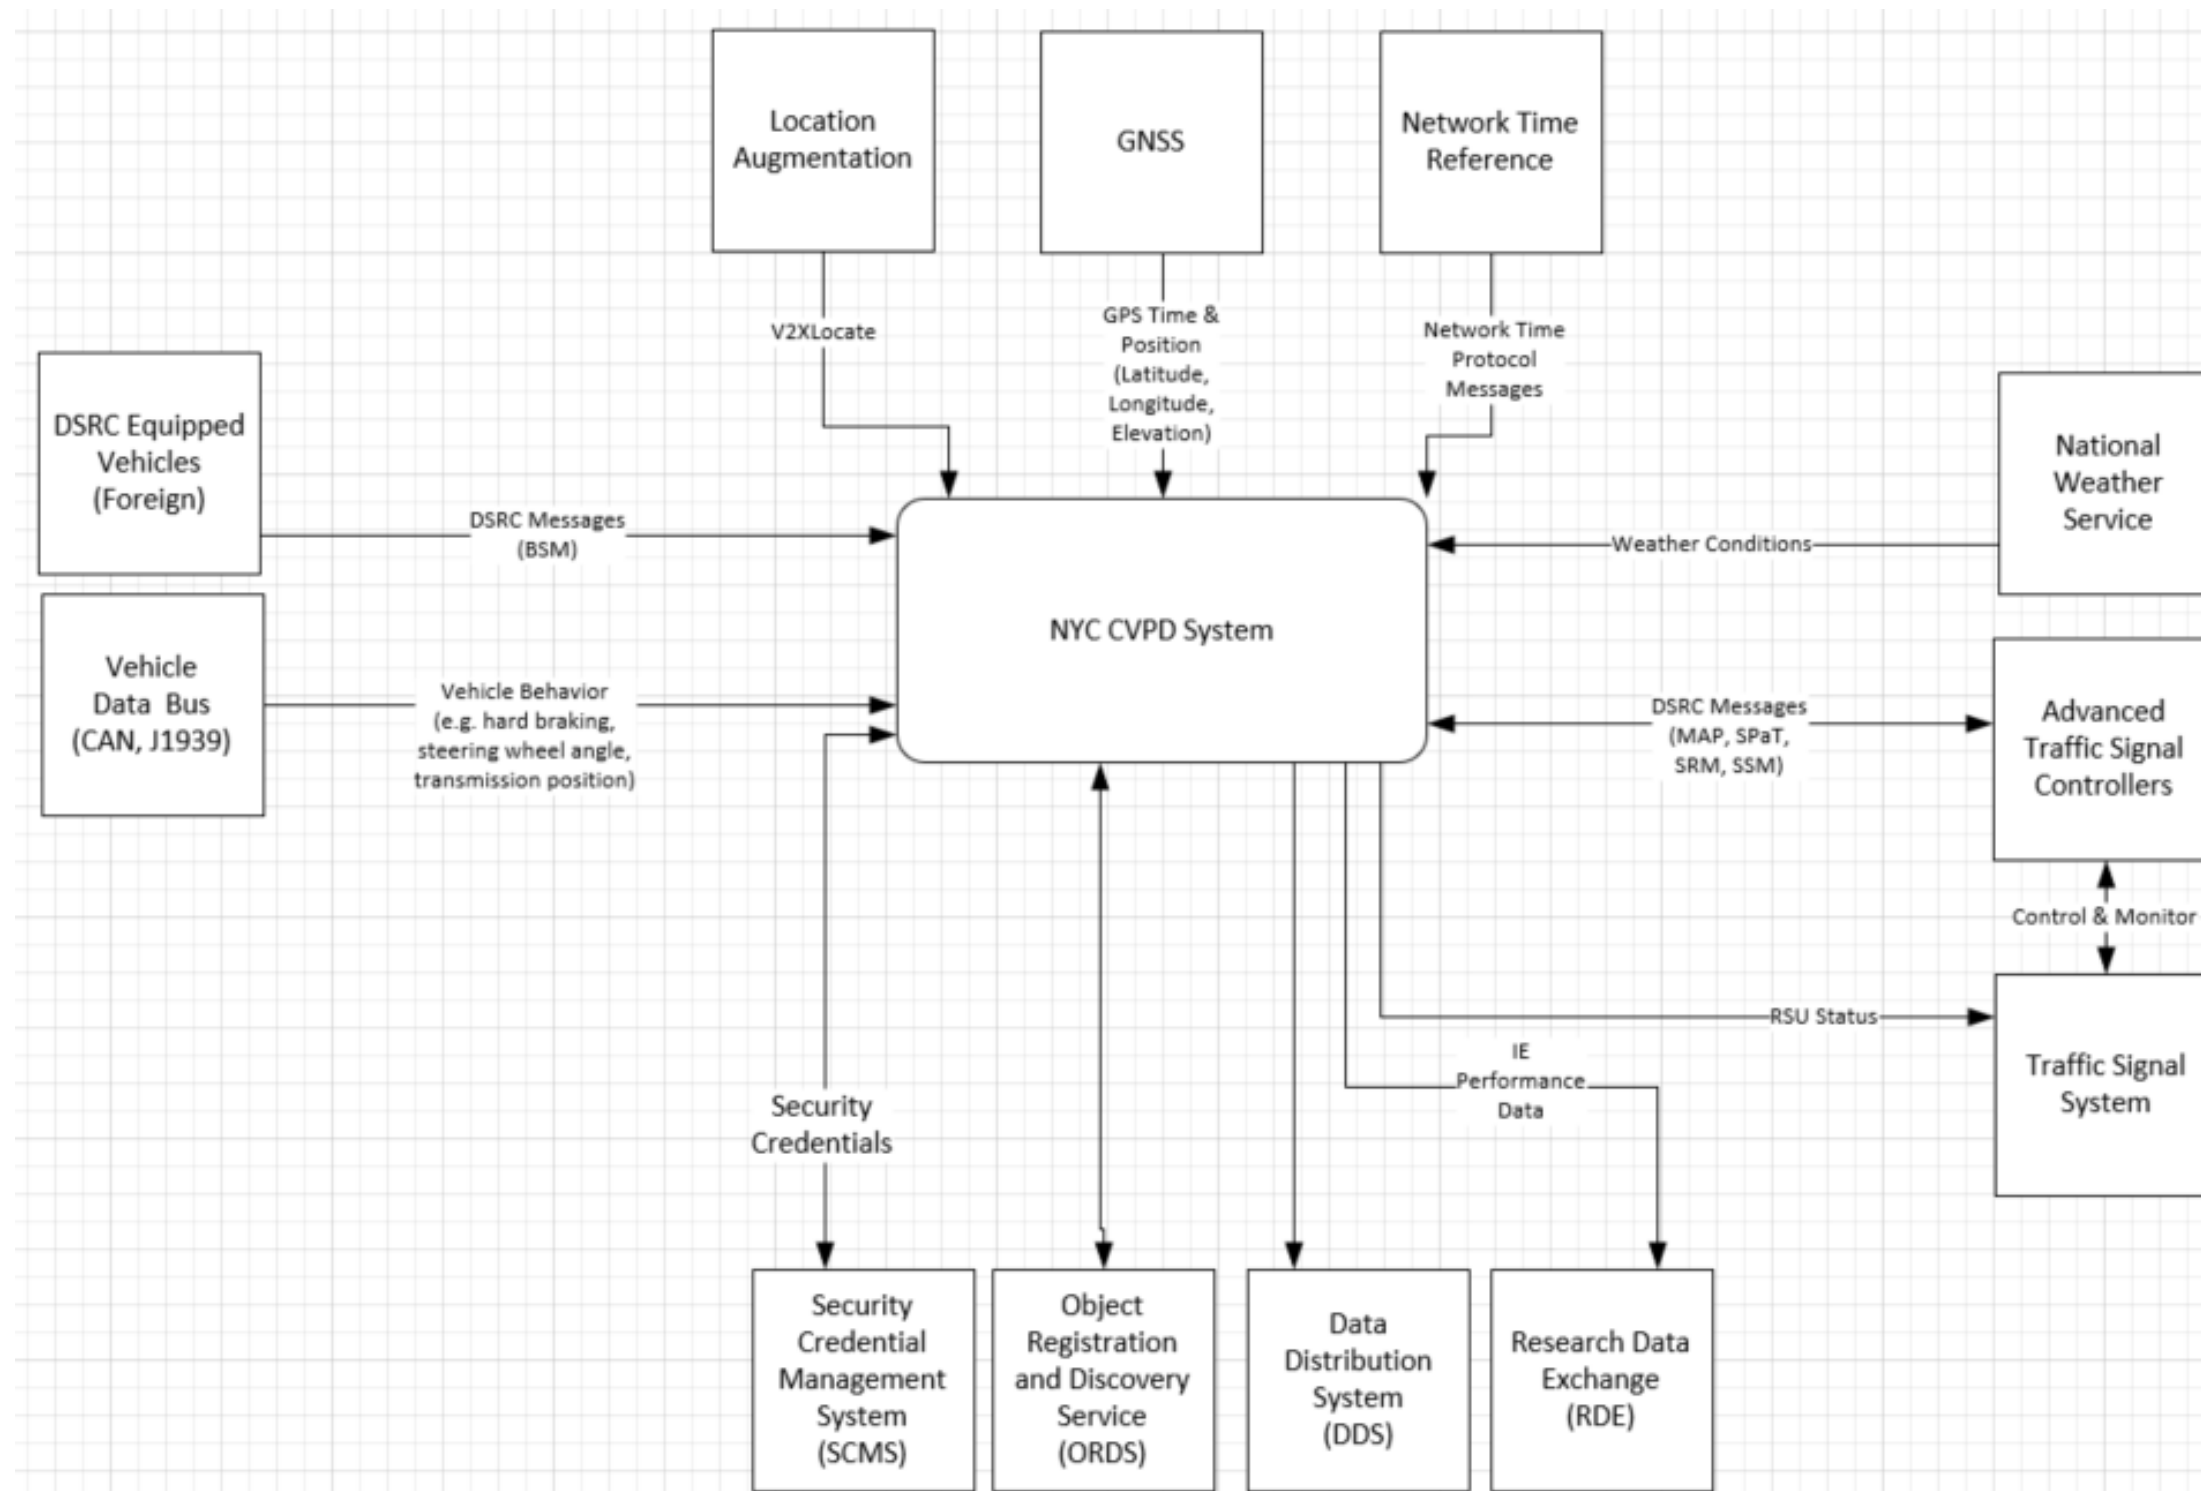 Location
Augmentation
GNSS
Network Time
Reference
V2XLocate
GPS Time &
Position
(Latitude,
Longitude,
Elevation)
Network Time
Protocol
Messages
DSRC Equipped
Vehicles
(Foreign)
DSRC Messages
(BSM)
National
Weather
Service
Weather Conditions
NYC CVPD System
Vehicle
Data Bus
(CAN, J1939)
Vehicle Behavior
(e.g. hard braking,
steering wheel angle,
transmission position)
DSRC Messages
(MAP, SPaT,
SRM, SSM)
Advanced
Traffic Signal
Controllers
Control & Monitor
RSU Status
Traffic Signal
System
IE
Performance
Data
Security
Credentials
Security
Credential
Management
System
(SCMS)
Object
Registration
and Discovery
Service
(ORDS)
Data
Distribution
System
(DDS)
Research Data
Exchange
(RDE)